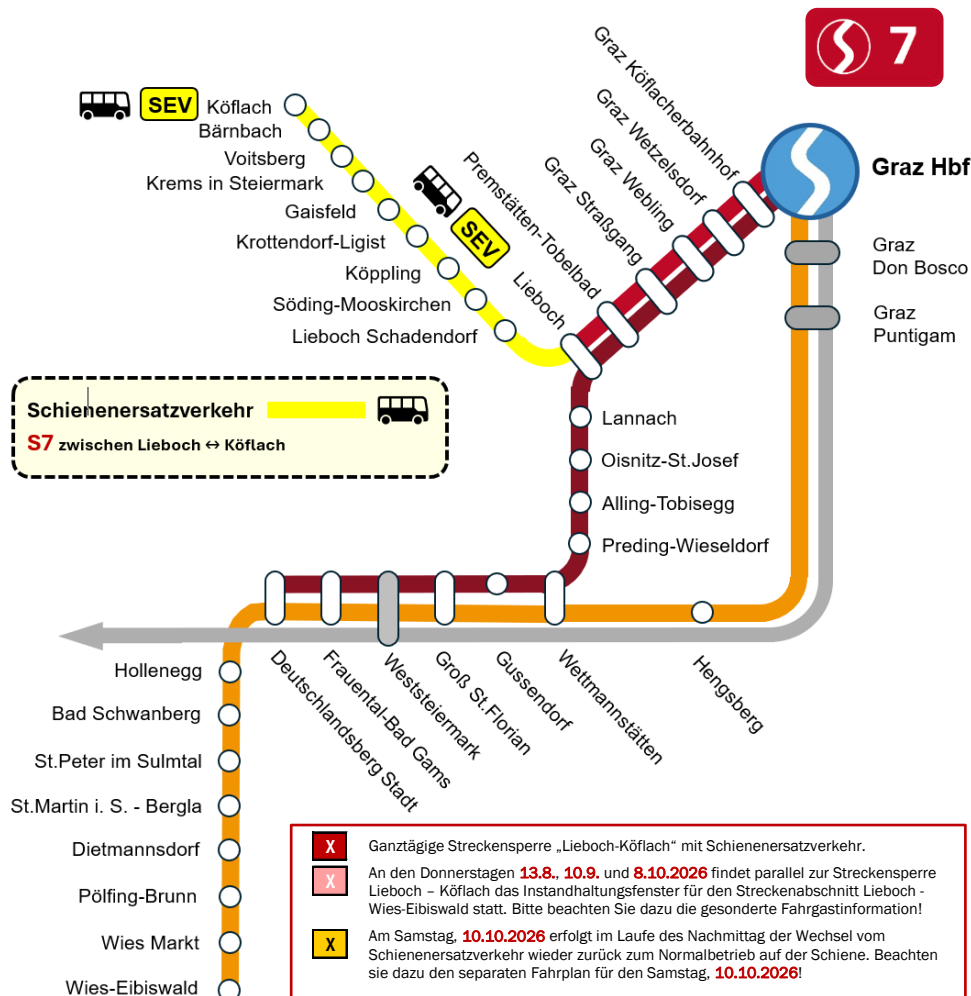 7
Graz Hbf
Graz
Don Bosco
Graz
Puntigam
Graz Köflacherbahnhof
Graz Wetzelsdorf
Graz Webling
Graz Straßgang
Premstätten-Tobelbad
Lieboch
SEV
SEV
Köflach
Bärnbach
Voitsberg
Krems in Steiermark
Gaisfeld
Krottendorf-Ligist
Köppling
Söding-Mooskirchen
Lieboch Schadendorf
Schienenersatzverkehr
S7 zwischen Lieboch ↔ Köflach
Lannach
Oisnitz-St.Josef
Alling-Tobisegg
Preding-Wieseldorf
Deutschlandsberg Stadt
Frauental-Bad Gams
Weststeiermark
Groß St.Florian
Gussendorf
Wettmannstätten
Hengsberg
Hollenegg
Bad Schwanberg
St.Peter im Sulmtal
St.Martin i. S. - Bergla
Dietmannsdorf
Pölfing-Brunn
Wies Markt
Wies-Eibiswald
X Ganztägige Streckensperre „Lieboch-Köflach“ mit Schienenersatzverkehr.
X An den Donnerstagen 13.8., 10.9. und 8.10.2026 findet parallel zur Streckensperre
Lieboch – Köflach das Instandhaltungsfenster für den Streckenabschnitt Lieboch -
Wies-Eibiswald statt. Bitte beachten Sie dazu die gesonderte Fahrgastinformation!
X Am Samstag, 10.10.2026 erfolgt im Laufe des Nachmittag der Wechsel vom
Schienenersatzverkehr wieder zurück zum Normalbetrieb auf der Schiene. Beachten
sie dazu den separaten Fahrplan für den Samstag, 10.10.2026!